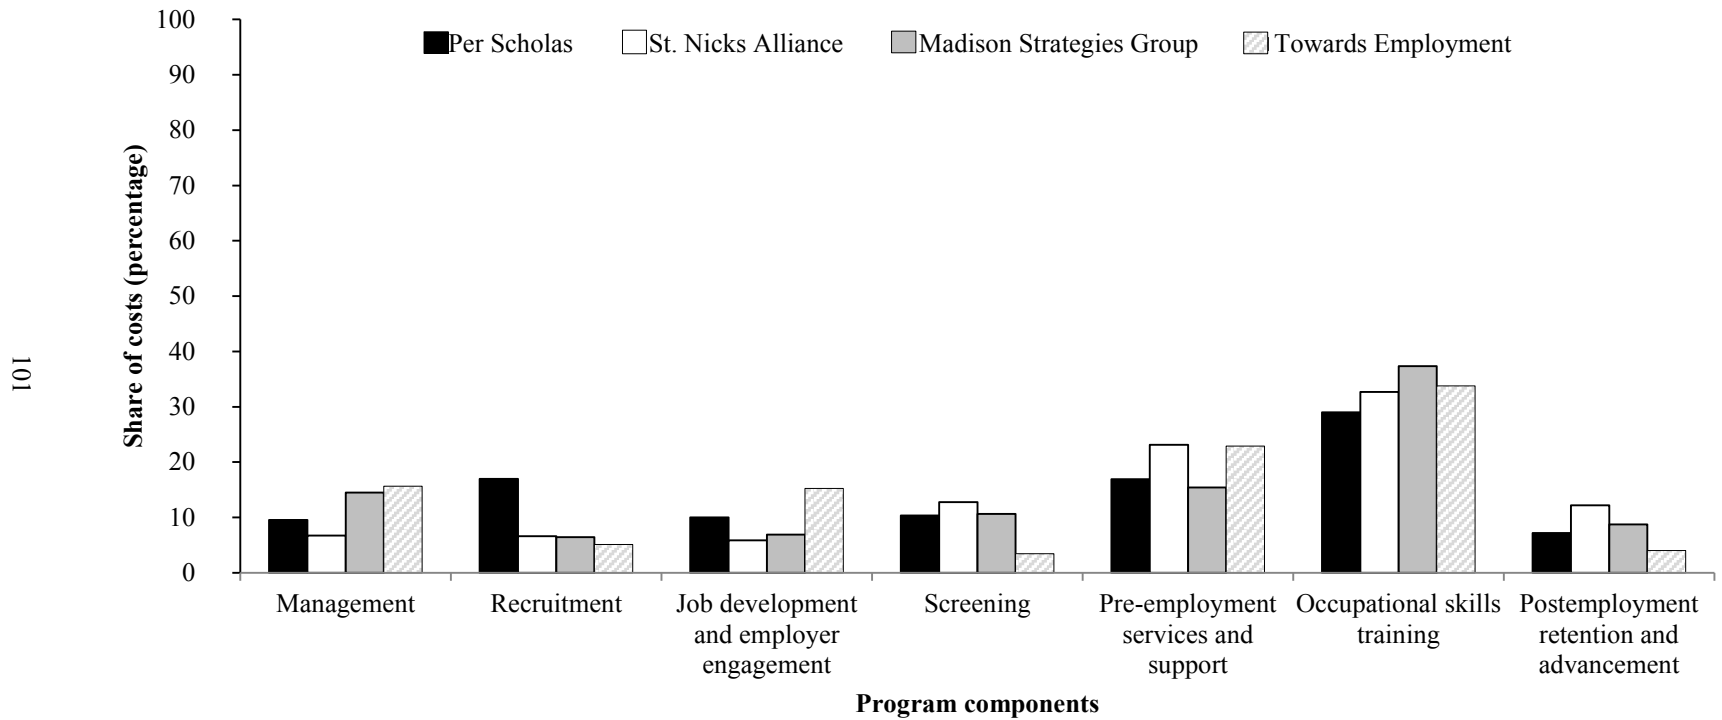 100
90
80
70
60
50
40
30
20
10
0
Share of costs (percentage)
Per Scholas
St. Nicks Alliance
Madison Strategies Group
Towards Employment
Management
Recruitment
Job development
and employer
engagement
Screening
Pre-employment
services and
support
Occupational skills
training
Postemployment
retention and
advancement
Program components
101